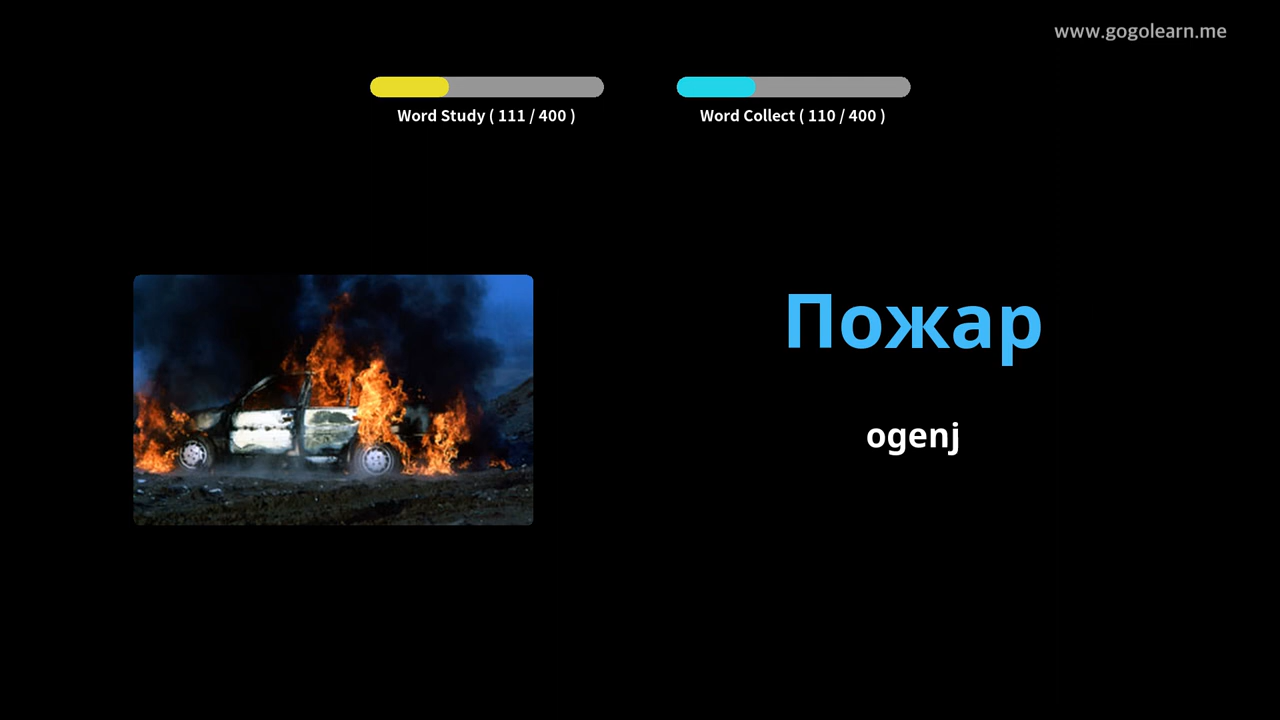 www.gogolearn.me
Word Study ( 111 / 400 )
Word Collect ( 110 / 400 )
Пожар
ogenj